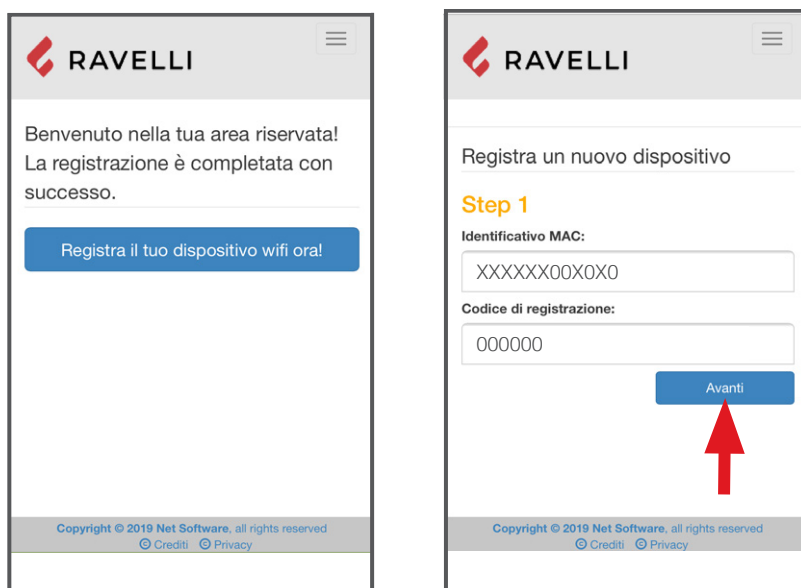 RAVELLI
Benvenuto nella tua area riservata!
La registrazione è completata con
successo.
Registra il tuo dispositivo wifi ora!
Copyright © 2019 Net Software, all rights reserved
© Crediti © Privacy
RAVELLI
Registra un nuovo dispositivo
Step 1
Identificativo MAC:
XXXXXX00X0X0
Codice di registrazione:
000000
Avanti
Copyright © 2019 Net Software, all rights reserved
© Crediti © Privacy